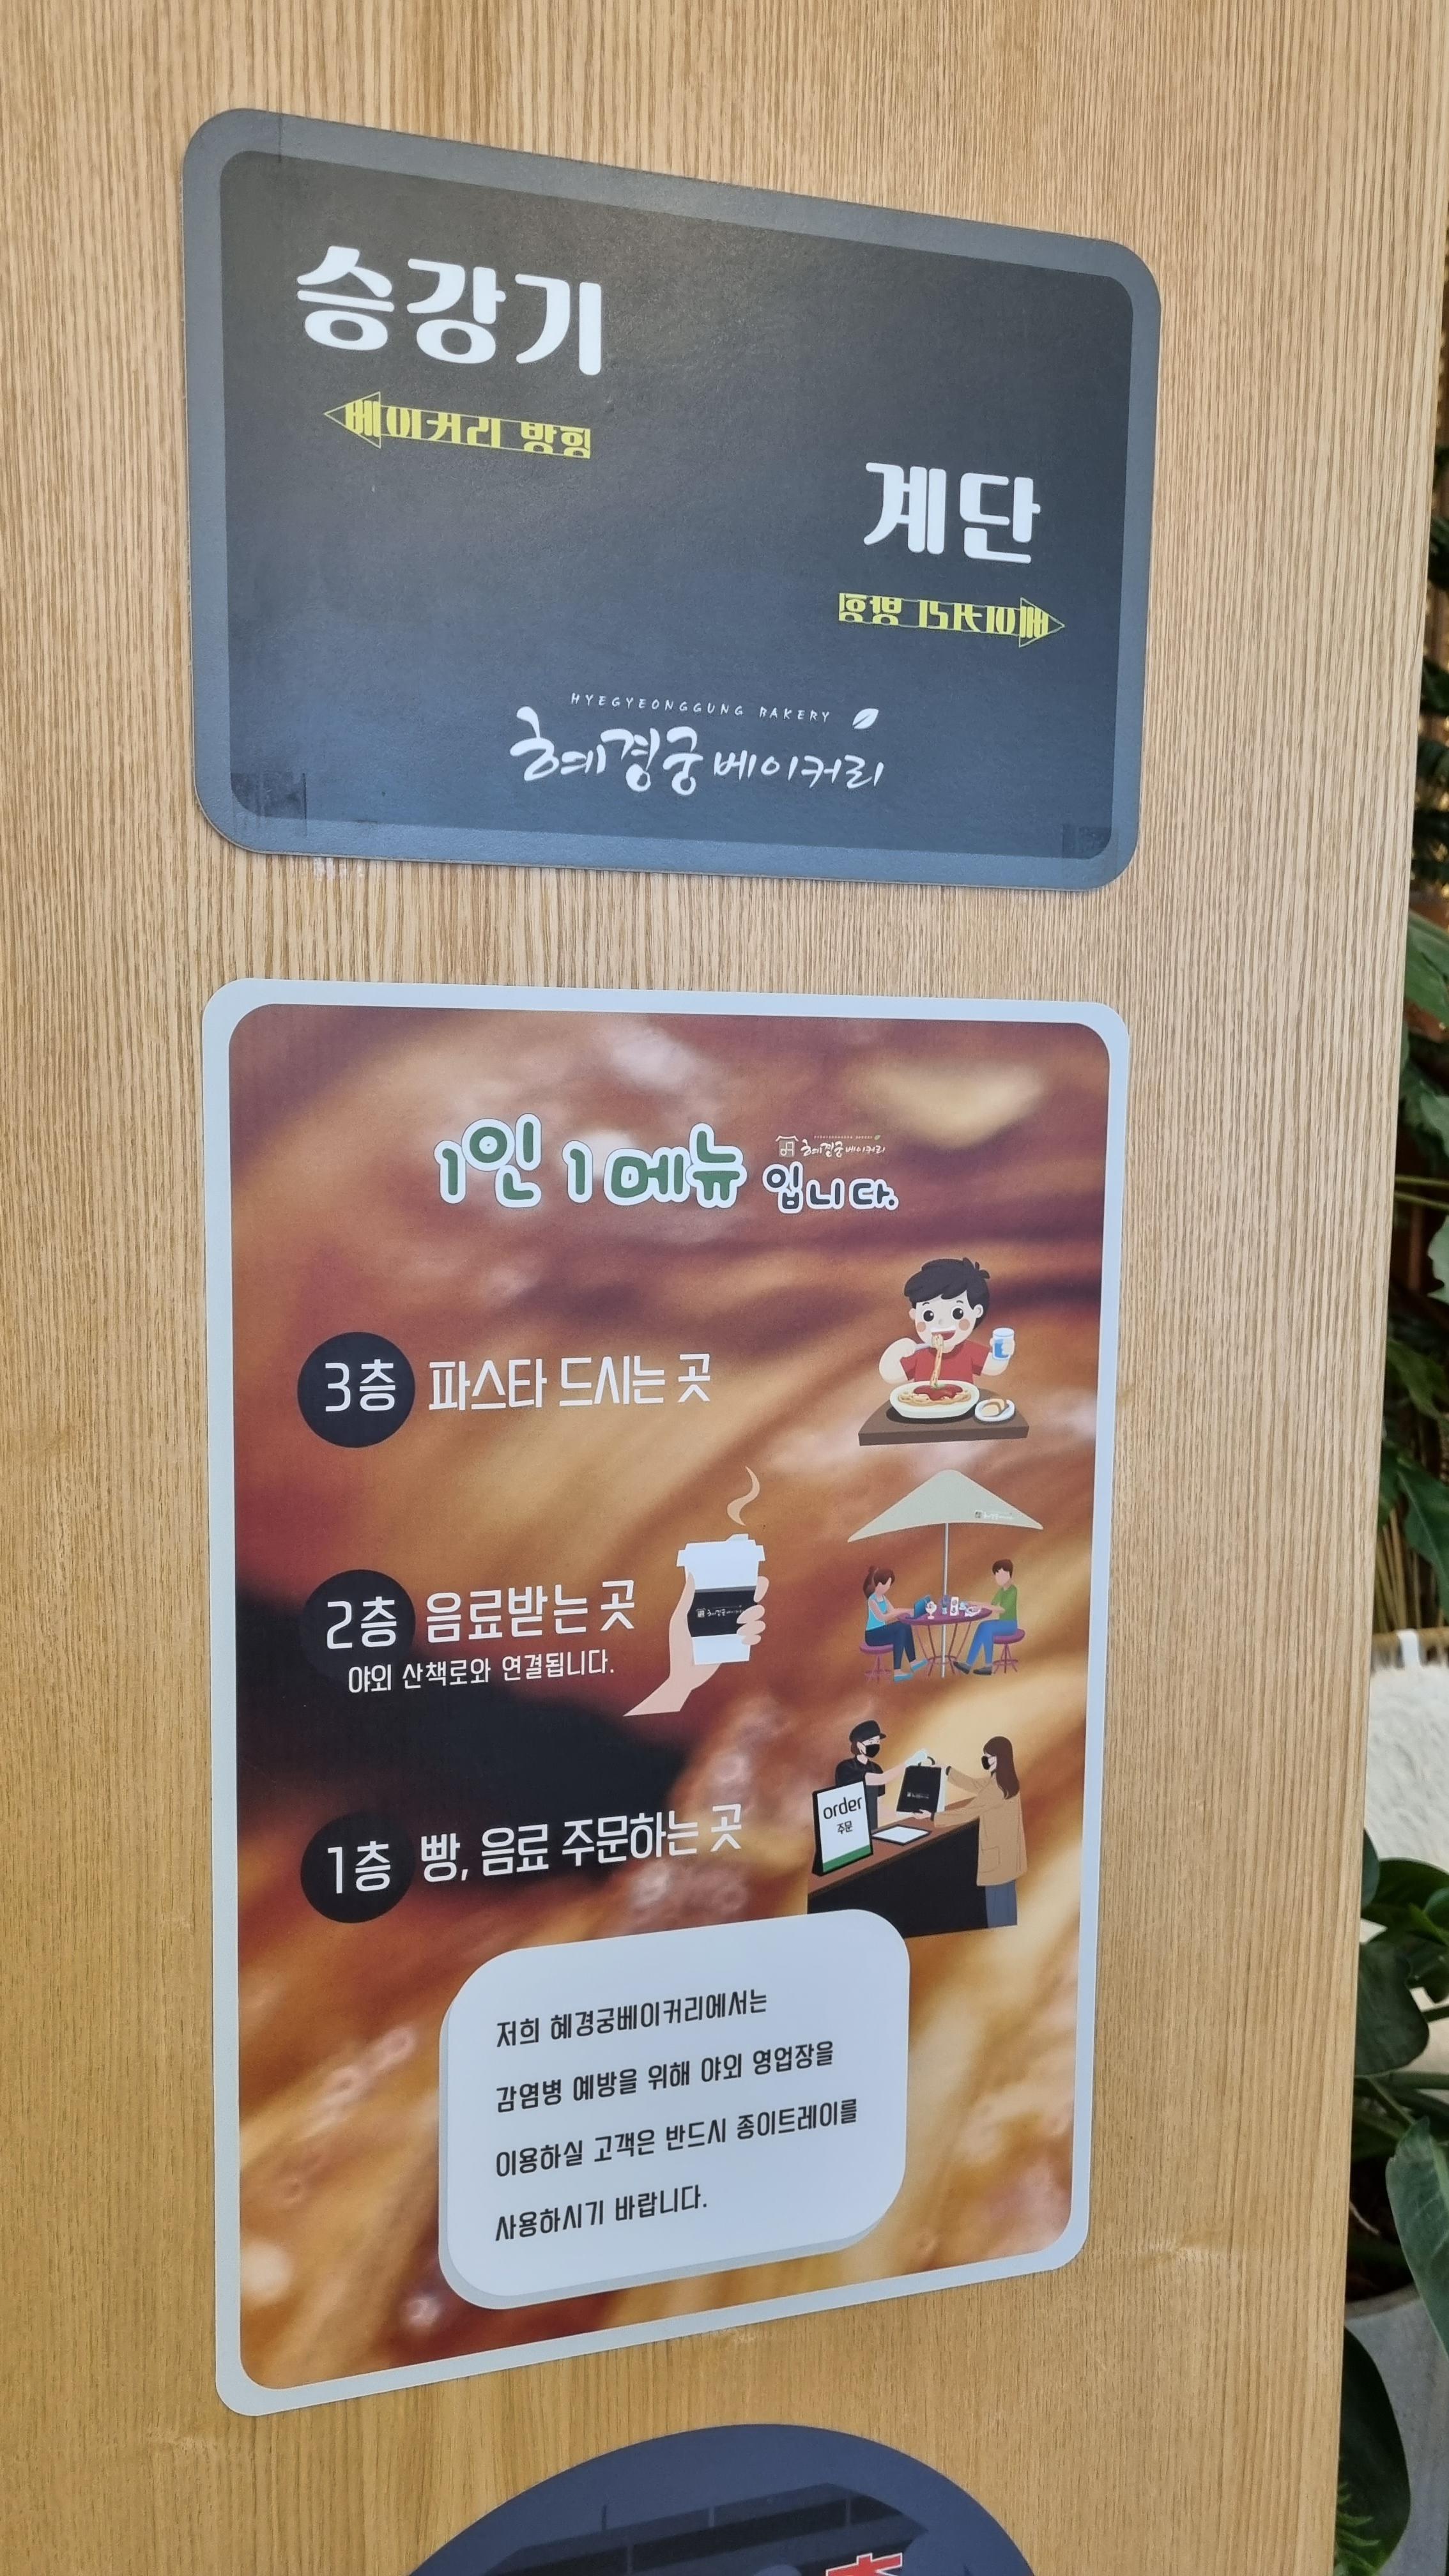 승강기
베이커리 방향
계단
베이커리 방향
HYEGYEONGGUNG BAKERY
혜경궁베이커리
혜경궁베이커리
1인 1메뉴 입니다.
3층 파스타 드시는 곳
2층 음료받는 곳
야외 산책로와 연결됩니다.
order
주문
1층 빵, 음료 주문하는 곳
저희 혜경궁베이커리에서는
감염병 예방을 위해 야외 영업장을
이용하실 고객은 반드시 종이트레이를
사용하시기 바랍니다.